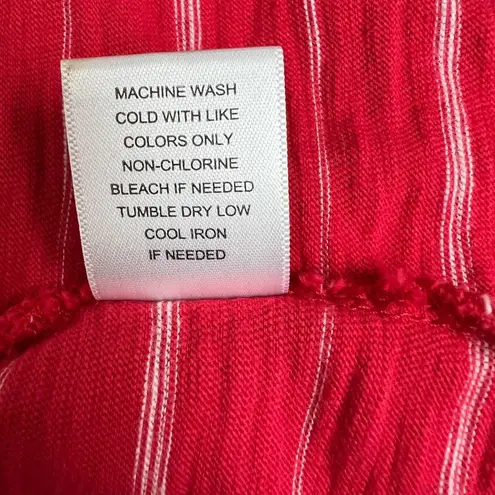 MACHINE WASH
COLD WITH LIKE
COLORS ONLY
NON-CHLORINE
BLEACH IF NEEDED
TUMBLE DRY LOW
COOL IRON
IF NEEDED